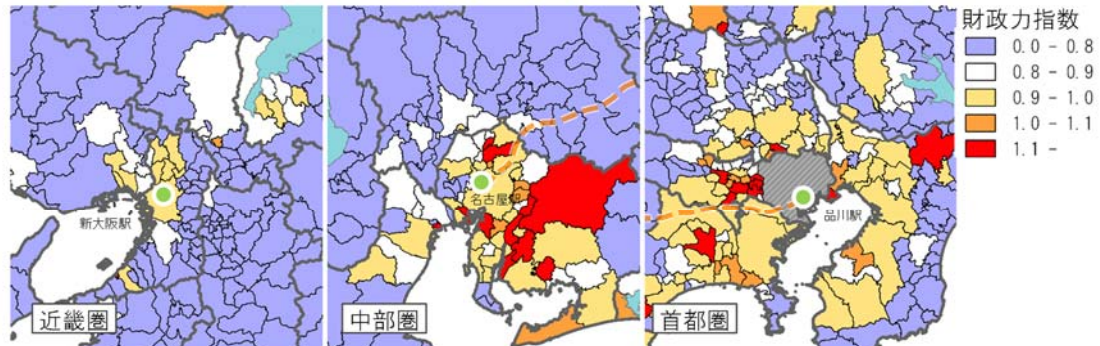 財政力指数
0.0 - 0.8
0.8 - 0.9
0.9 - 1.0
1.0 - 1.1
1.1 -
新大阪駅
近畿圏
名古屋駅
中部圏
品川駅
首都圏